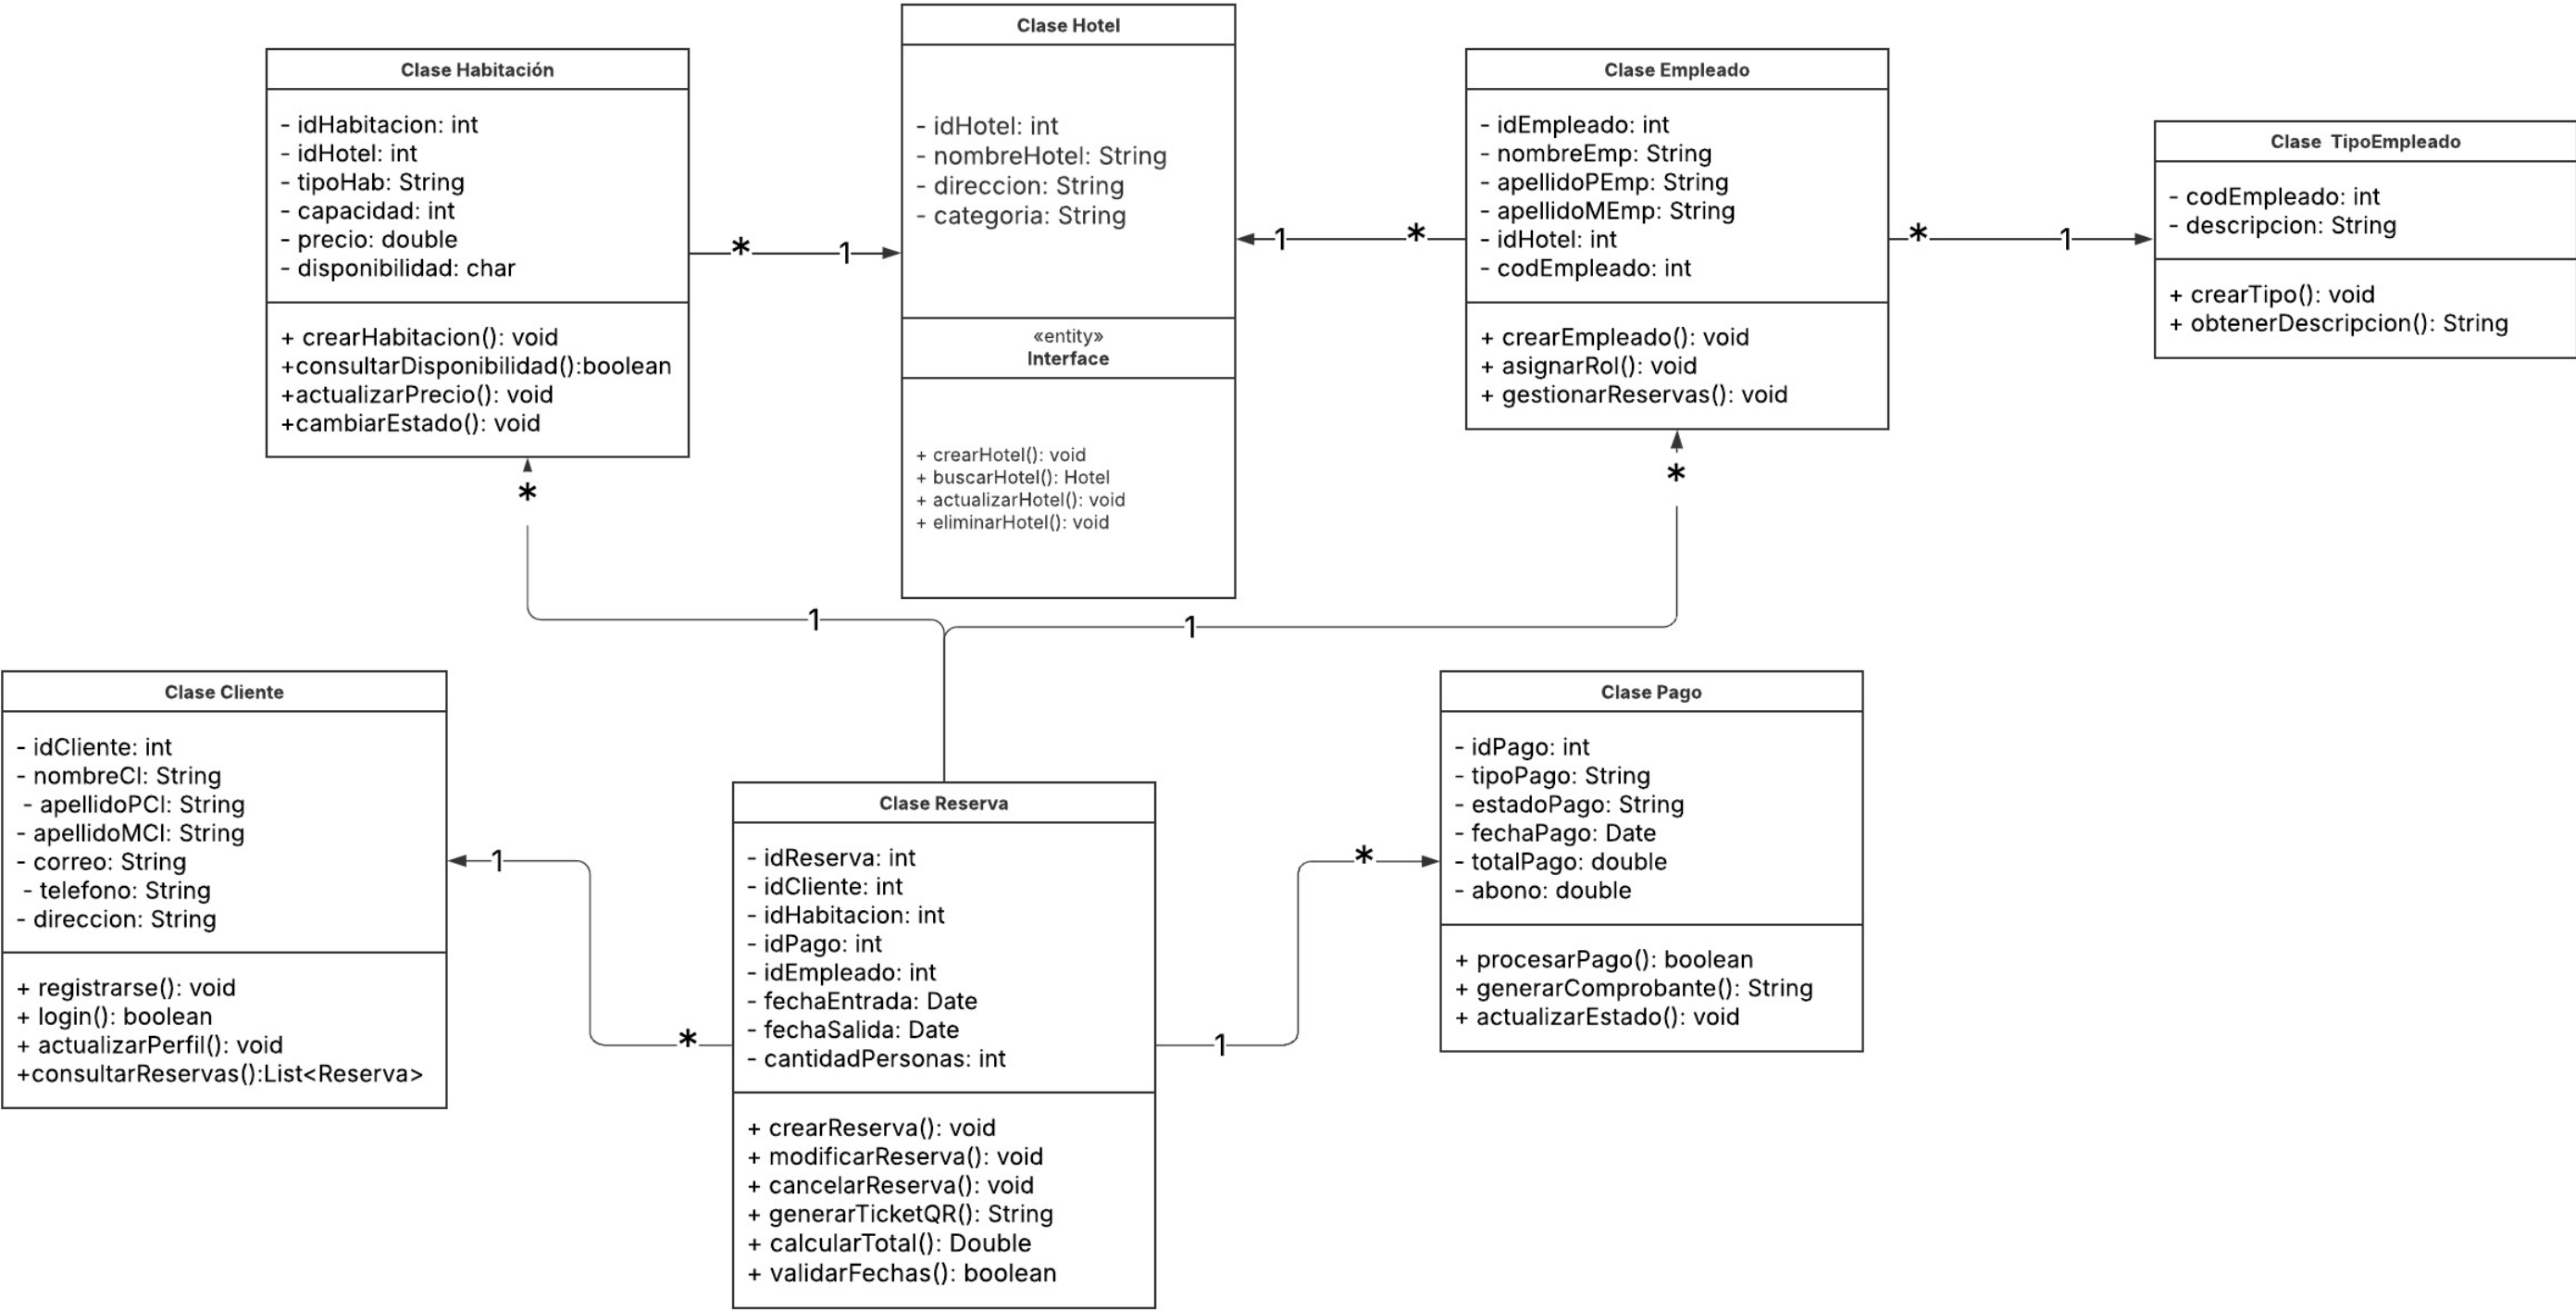 Clase Hotel
- idHotel: int
- nombreHotel: String
- direccion: String
- categoria: String
«entity»
Interface
+ crearHotel(): void
+ buscarHotel(): Hotel
+ actualizarHotel(): void
+ eliminarHotel(): void
Clase Habitación
- idHabitacion: int
- idHotel: int
- tipoHab: String
- capacidad: int
- precio: double
- disponibilidad: char
+ crearHabitacion(): void
+consultarDisponibilidad():boolean
+actualizarPrecio(): void
+cambiarEstado(): void
* 1
1 *
Clase Empleado
- idEmpleado: int
- nombreEmp: String
- apellidoPEmp: String
- apellidoMEmp: String
- idHotel: int
- codEmpleado: int
+ crearEmpleado(): void
+ asignarRol(): void
+ gestionarReservas(): void
* 1
Clase TipoEmpleado
- codEmpleado: int
- descripcion: String
+ crearTipo(): void
+ obtenerDescripcion(): String
*
*
1
1
Clase Cliente
- idCliente: int
- nombreCl: String
- apellidoPCl: String
- apellidoMCl: String
- correo: String
- telefono: String
- direccion: String
+ registrarse(): void
+ login(): boolean
+ actualizarPerfil(): void
+consultarReservas():List<Reserva>
1
*
Clase Reserva
- idReserva: int
- idCliente: int
- idHabitacion: int
- idPago: int
- idEmpleado: int
- fechaEntrada: Date
- fechaSalida: Date
- cantidadPersonas: int
+ crearReserva(): void
+ modificarReserva(): void
+ cancelarReserva(): void
+ generarTicketQR(): String
+ calcularTotal(): Double
+ validarFechas(): boolean
*
1
Clase Pago
- idPago: int
- tipoPago: String
- estadoPago: String
- fechaPago: Date
- totalPago: double
- abono: double
+ procesarPago(): boolean
+ generarComprobante(): String
+ actualizarEstado(): void